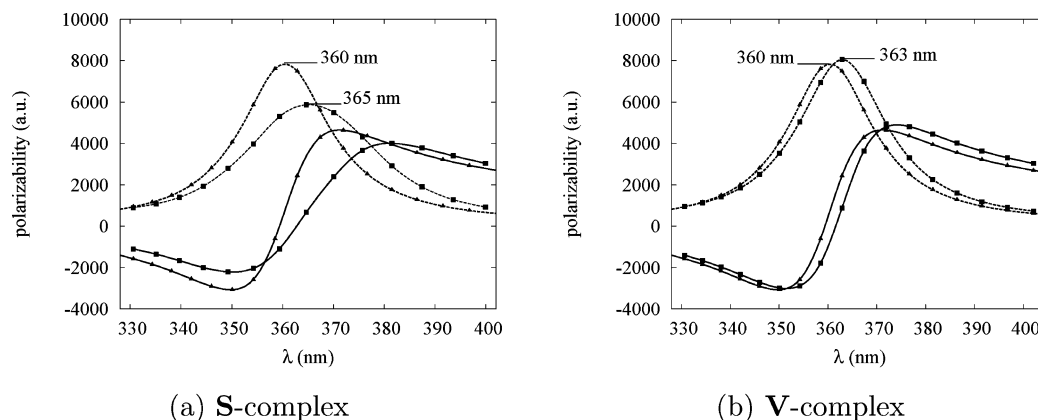 10000
8000
6000
4000
2000
0
-2000
-4000
polarizability (a.u.)
360 nm
365 nm
330 340 350 360 370 380 390 400
λ (nm)
(a) S-complex
10000
8000
6000
4000
2000
0
-2000
-4000
polarizability (a.u.)
360 nm
363 nm
330 340 350 360 370 380 390 400
λ (nm)
(b) V-complex